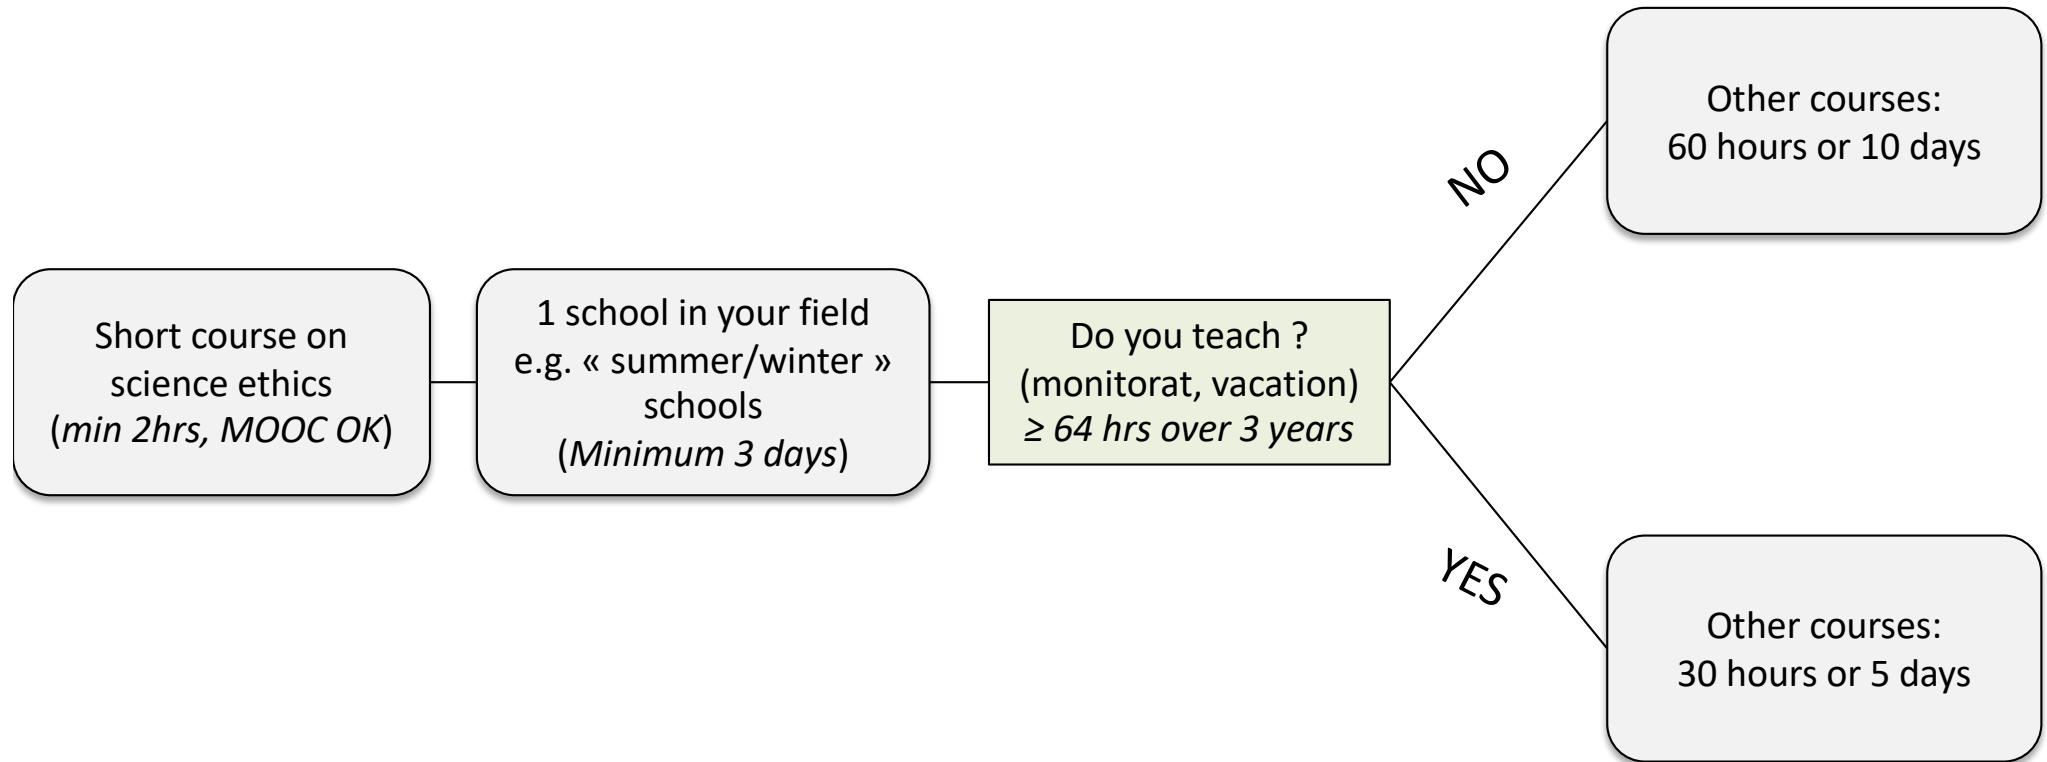 Short course on
science ethics
(min 2hrs, MOOC OK)
1 school in your field
e.g. « summer/winter »
schools
(Minimum 3 days)
Do you teach ?
(monitorat, vacation)
≥ 64 hrs over 3 years
NO
Other courses:
60 hours or 10 days
YES
Other courses:
30 hours or 5 days